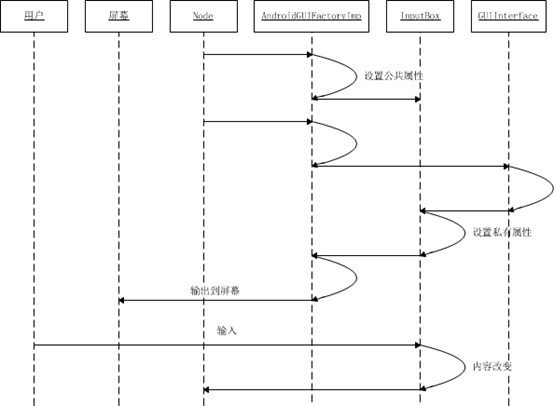 用户
屏幕
Node
AndroidGUIFactoryImp
InputBox
GUIInterface
设置公共属性
设置私有属性
输出到屏幕
输入
内容改变